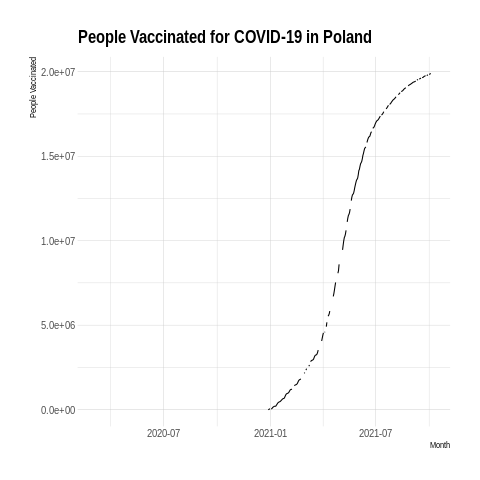 People Vaccinated for COVID-19 in Poland
People Vaccinated
2.0e+07
1.5e+07
1.0e+07
5.0e+06
0.0e+00
2020-07
2021-01
2021-07
Month